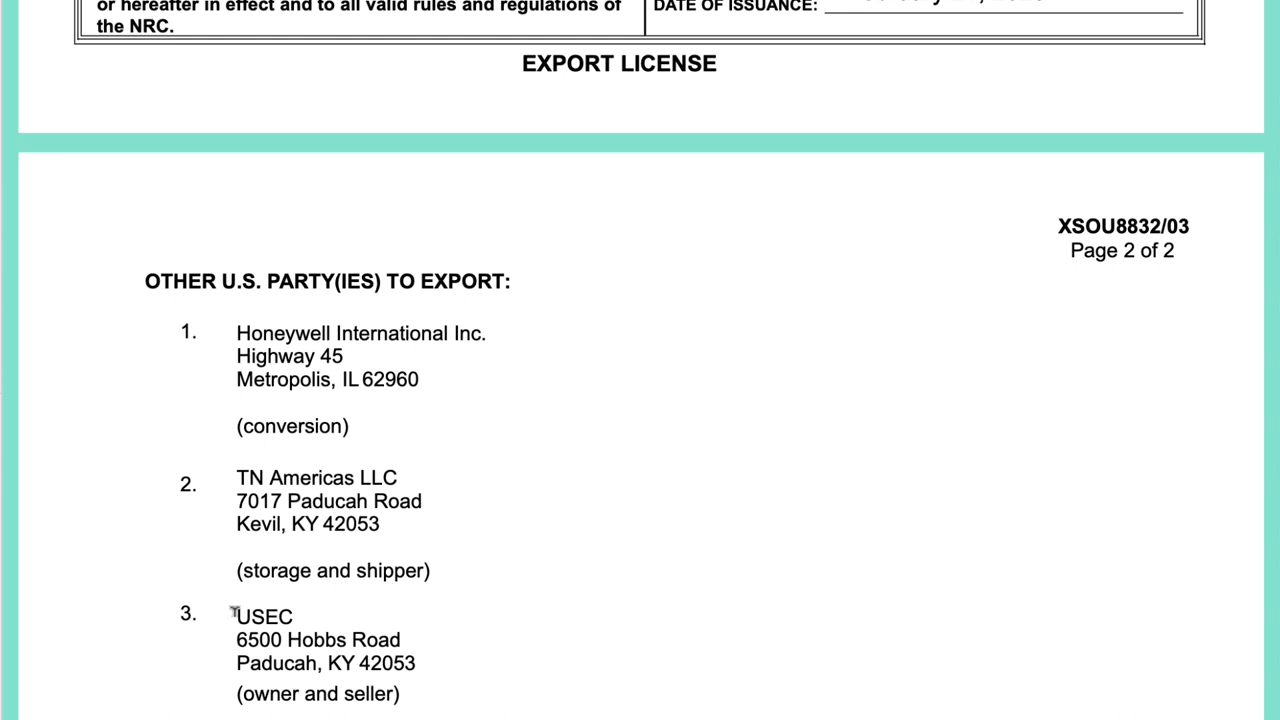 or hereafter in effect and to all valid rules and regulations of
the NRC.
DATE OF ISSUANCE:
EXPORT LICENSE
XSOU8832/03
Page 2 of 2
OTHER U.S. PARTY(IES) TO EXPORT:
1. Honeywell International Inc.
Highway 45
Metropolis, IL 62960
(conversion)
2. TN Americas LLC
7017 Paducah Road
Kevil, KY 42053
(storage and shipper)
3. USEC
6500 Hobbs Road
Paducah, KY 42053
(owner and seller)